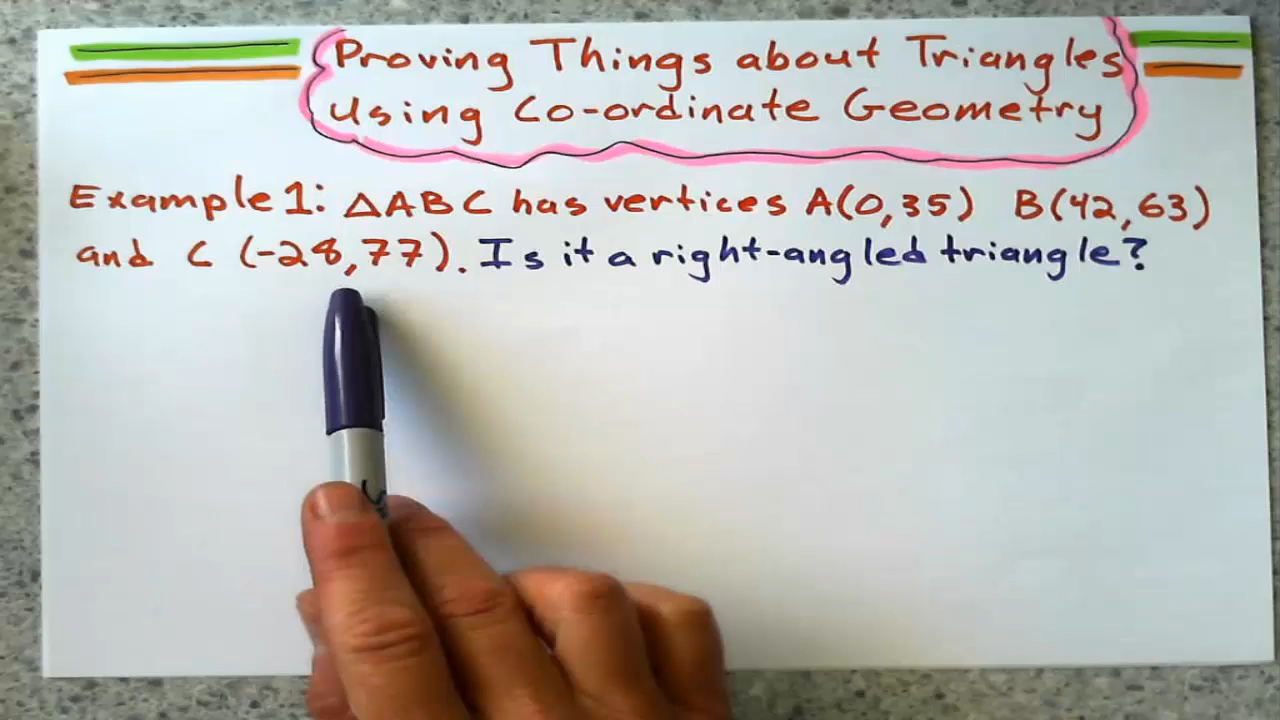 Proving Things about Triangles
Using Co-ordinate Geometry
Example 1: △ABC has vertices A(0,35) B(42,63)
and C (-28,77). Is it a right-angled triangle?